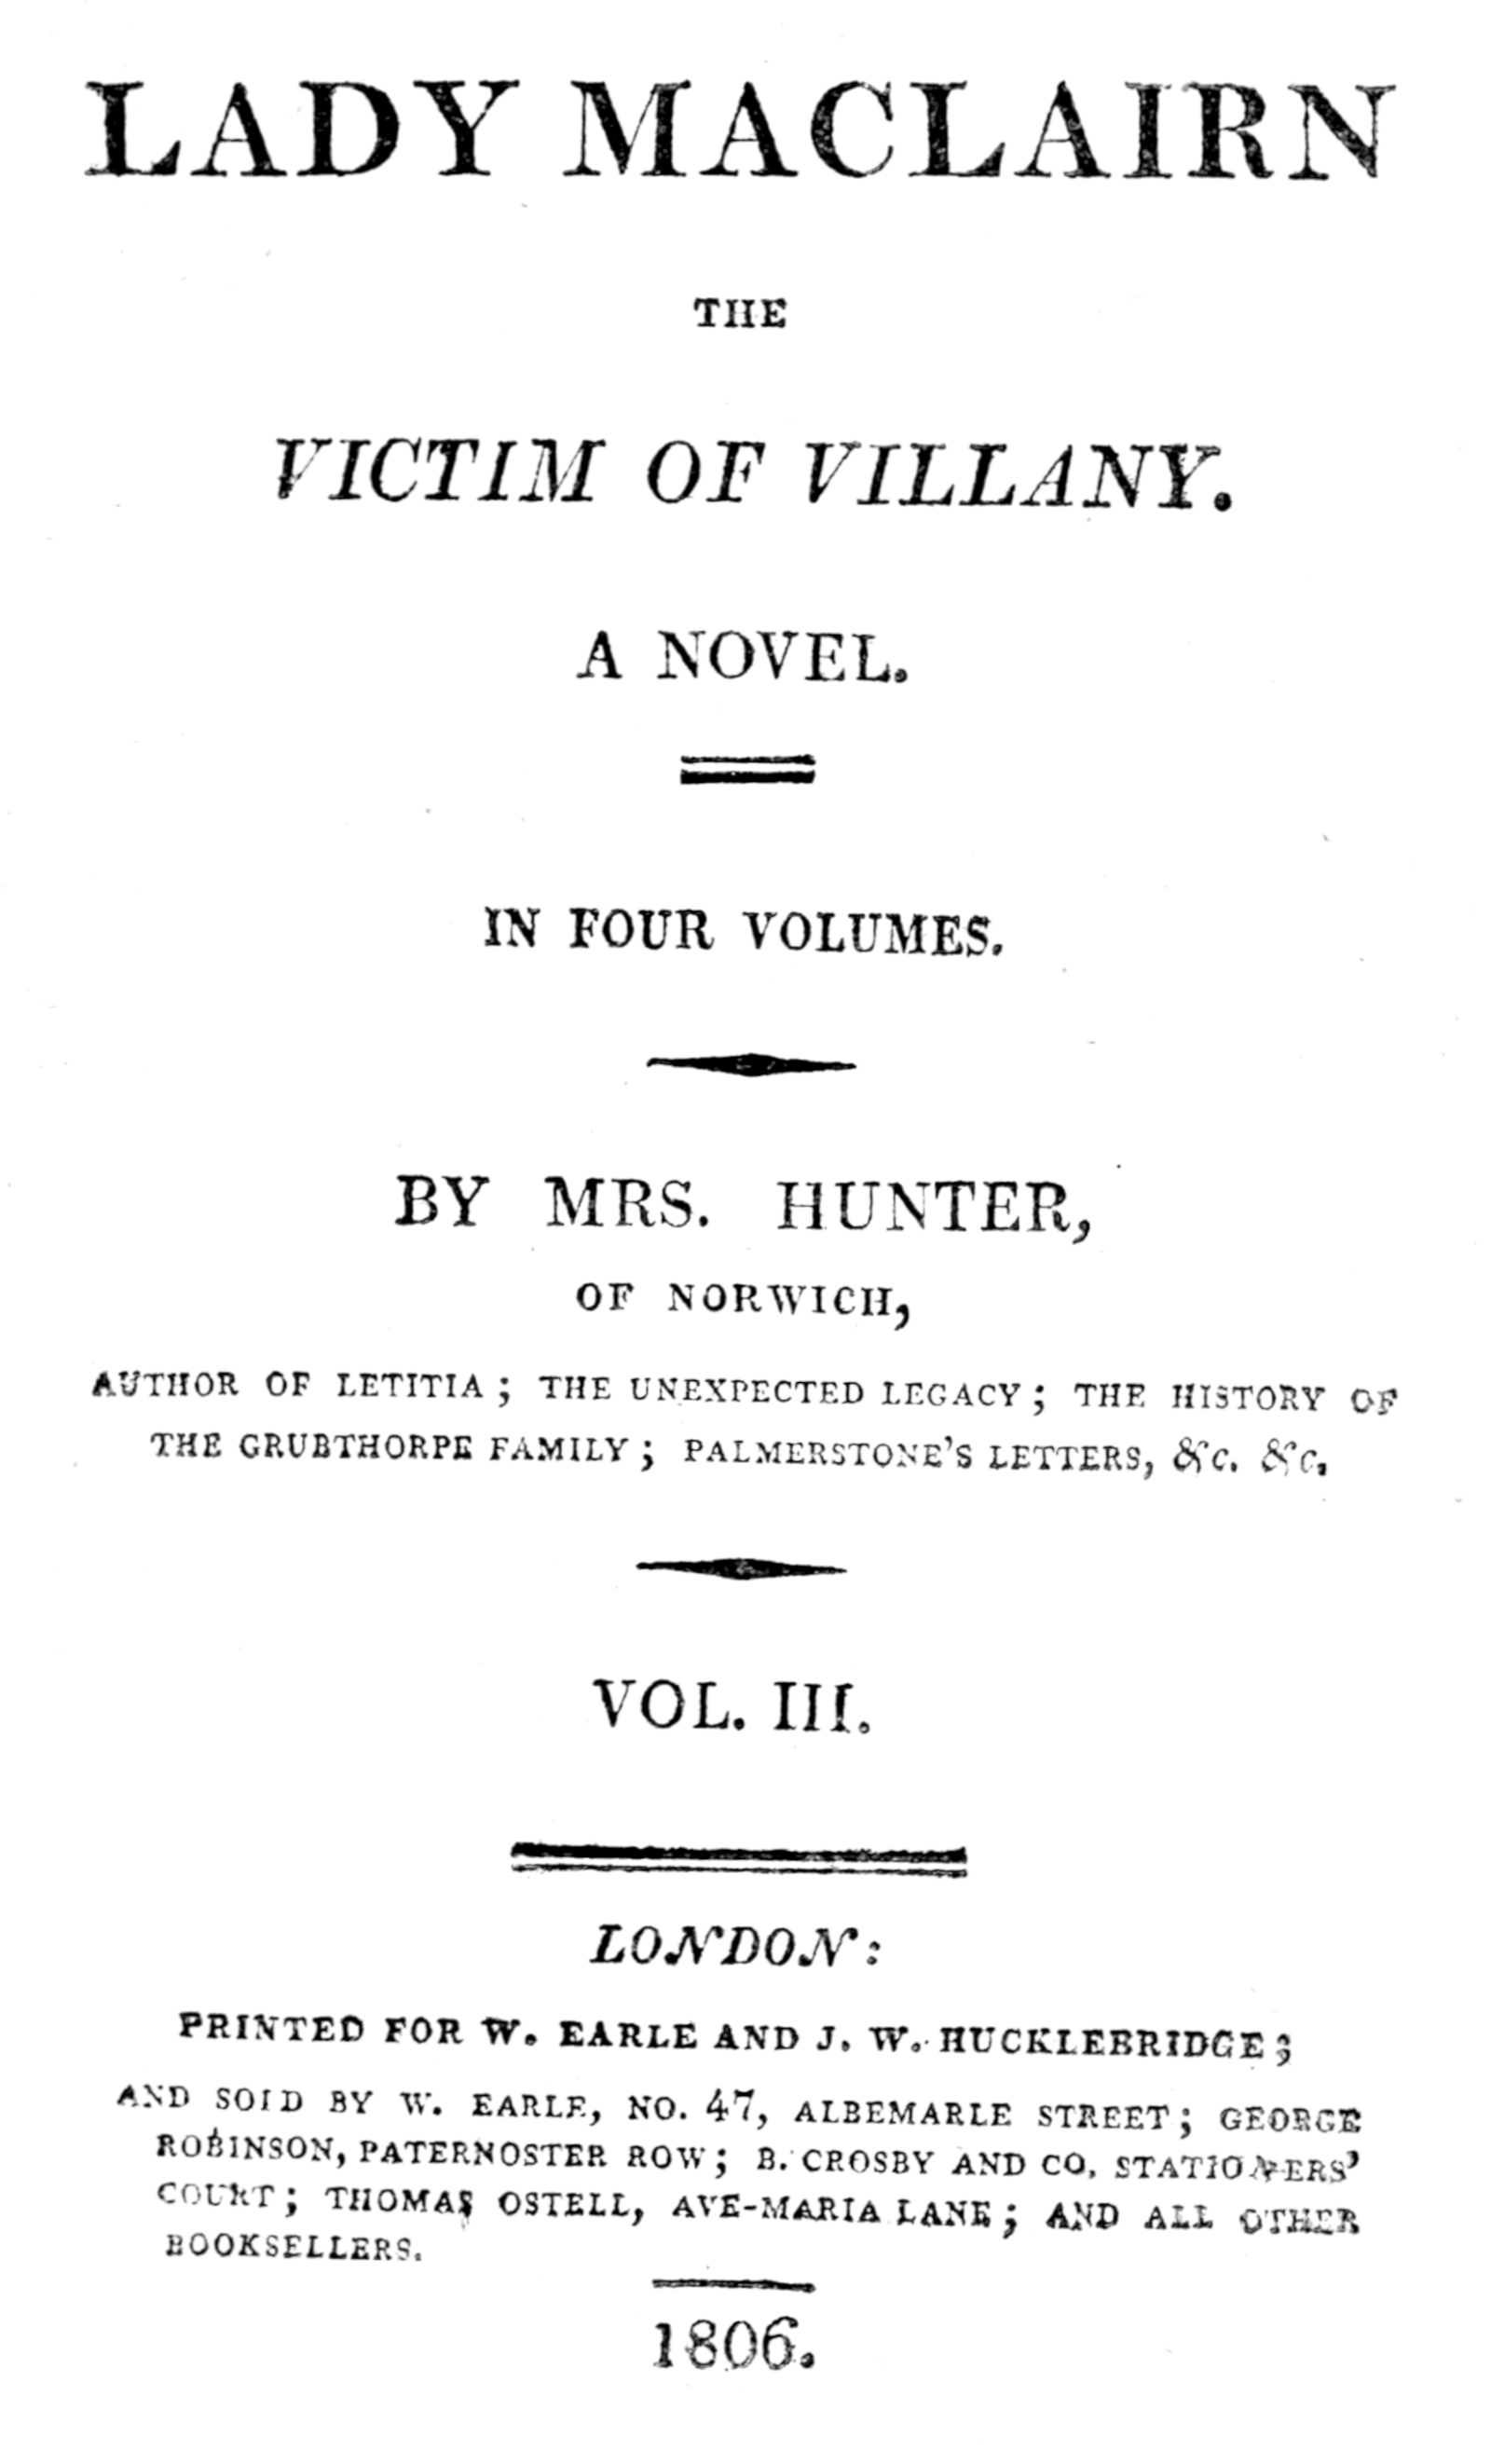 LADY MACLAIRN
THE
VICTIM OF VILLANY.
A NOVEL.
IN FOUR VOLUMES.
BY MRS. HUNTER,
OF NORWICH,
AUTHOR OF LETITIA; THE UNEXPECTED LEGACY; THE HISTORY OF
THE GRUBTHORPE FAMILY; PALMERSTONE'S LETTERS, &c. &c.
VOL. III.
LONDON:
PRINTED FOR W. EARLE AND J. W. HUCKLEBRIDGE;
AND SOLD BY W. EARLE, NO. 47, ALBEMARLE STREET; GEORGE
ROBINSON, PATERNOSTER ROW; B. CROSBY AND CO. STATIONERS'
COURT; THOMAS OSTELL, AVE-MARIA LANE; AND ALL OTHER
BOOKSELLERS.
1806.